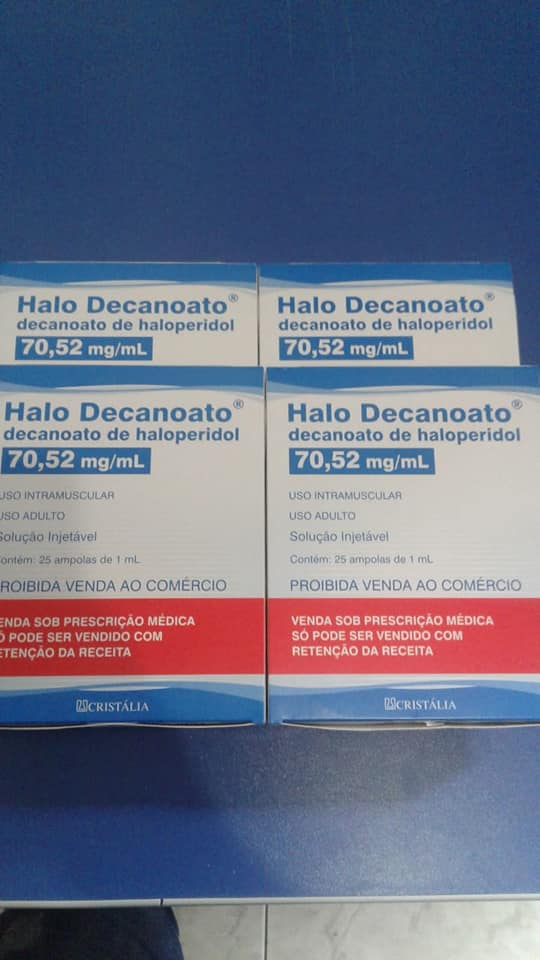 Halo Decanoato®
decanoato de haloperidol
70,52 mg/mL
Halo Decanoato®
decanoato de haloperidol
70,52 mg/mL
Halo Decanoato®
decanoato de haloperidol
70,52 mg/mL
USO INTRAMUSCULAR
USO ADULTO
Solução Injetável
Contém: 25 ampolas de 1 mL
PROIBIDA VENDA AO COMÉRCIO
VENDA SOB PRESCRIÇÃO MÉDICA
SÓ PODE SER VENDIDO COM
RETENÇÃO DA RECEITA
CRISTÁLIA
Halo Decanoato®
decanoato de haloperidol
70,52 mg/mL
USO INTRAMUSCULAR
USO ADULTO
Solução Injetável
Contém: 25 ampolas de 1 mL
PROIBIDA VENDA AO COMÉRCIO
VENDA SOB PRESCRIÇÃO MÉDICA
SÓ PODE SER VENDIDO COM
RETENÇÃO DA RECEITA
CRISTÁLIA